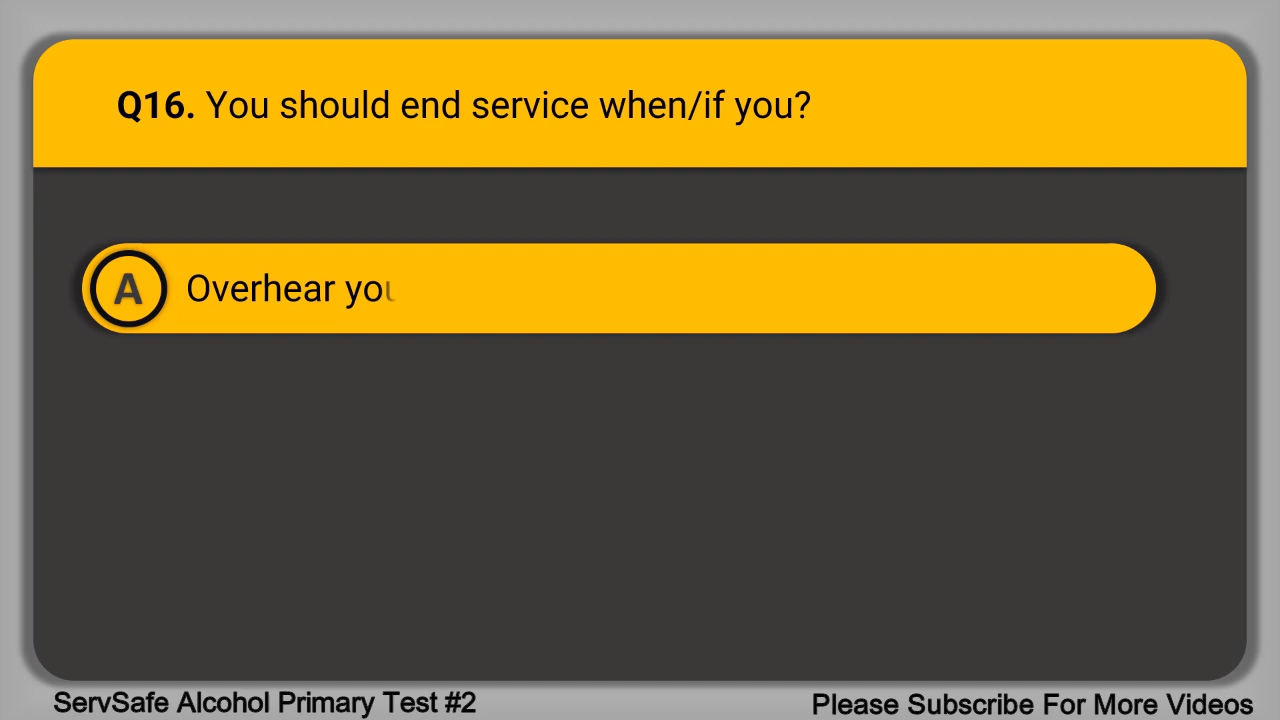 Q16. You should end service when/if you?
A Overhear you
ServSafe Alcohol Primary Test #2
Please Subscribe For More Videos